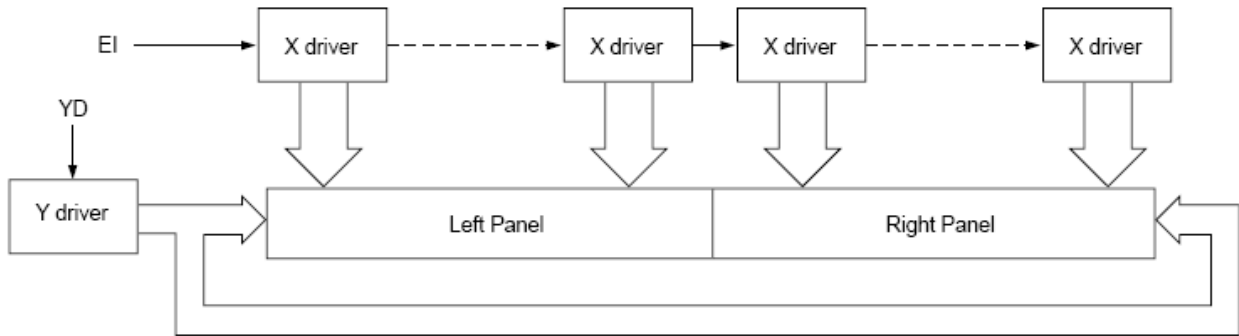 EI
X driver
X driver
X driver
X driver
YD
Y driver
Left Panel
Right Panel